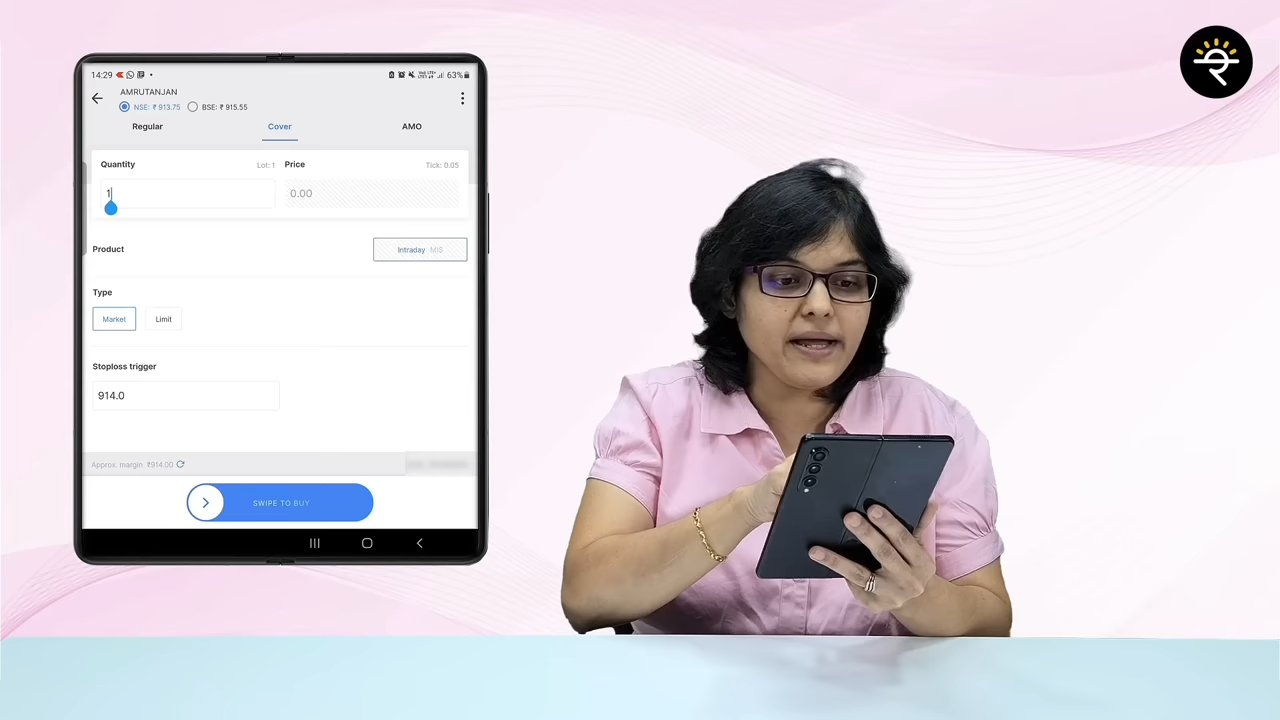 14:29
63%
AMRUTANJAN
NSE: ₹ 913.75 BSE: ₹ 915.55
Regular Cover AMO
Quantity Lot: 1 Price Tick: 0.05
1 0.00
Product Intraday MIS
Type
Market Limit
Stoploss trigger
914.0
Approx. margin ₹914.00
SWIPE TO BUY